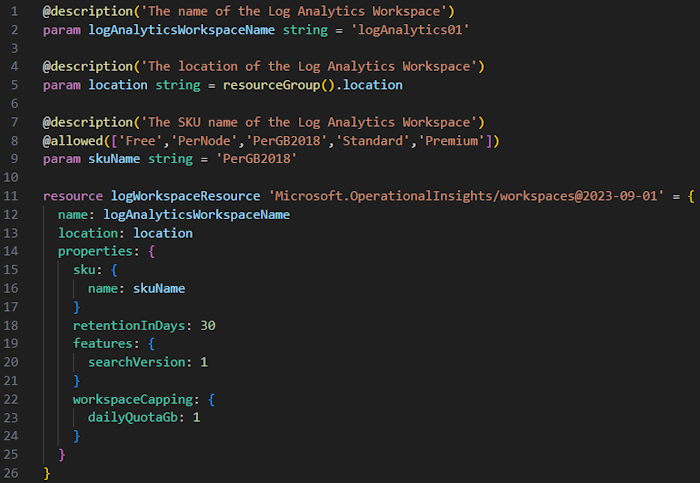 1 @description('The name of the Log Analytics Workspace')
2 param logAnalyticsWorkspaceName string = 'logAnalytics01'
3
4 @description('The location of the Log Analytics Workspace')
5 param location string = resourceGroup().location
6
7 @description('The SKU name of the Log Analytics Workspace')
8 @allowed(['Free','PerNode','PerGB2018','Standard','Premium'])
9 param skuName string = 'PerGB2018'
10
11 resource logWorkspaceResource 'Microsoft.OperationalInsights/workspaces@2023-09-01' = {
12   name: logAnalyticsWorkspaceName
13   location: location
14   properties: {
15     sku: {
16       name: skuName
17     }
18     retentionInDays: 30
19     features: {
20       searchVersion: 1
21     }
22     workspaceCapping: {
23       dailyQuotaGb: 1
24     }
25   }
26 }